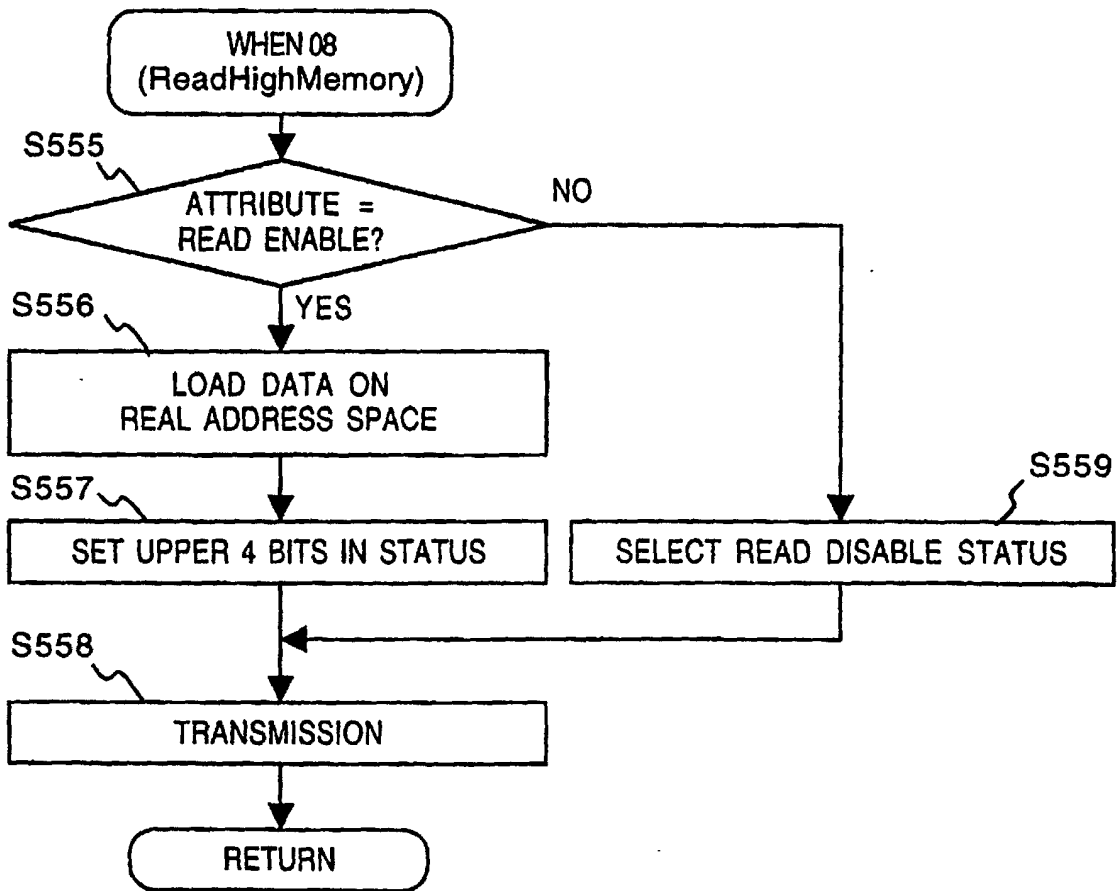 WHEN 08
(ReadHighMemory)
S555
ATTRIBUTE =
READ ENABLE?
NO
YES
S556
LOAD DATA ON
REAL ADDRESS SPACE
S557
SET UPPER 4 BITS IN STATUS
S559
SELECT READ DISABLE STATUS
S558
TRANSMISSION
RETURN